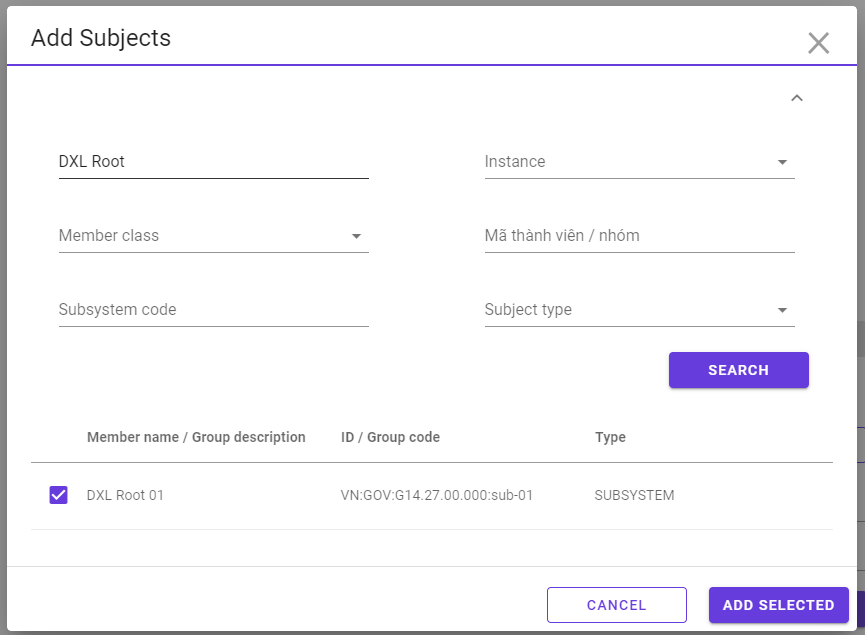 Add Subjects
DXL Root
Instance
Member class
Mã thành viên / nhóm
Subsystem code
Subject type
SEARCH
Member name / Group description ID / Group code Type
DXL Root 01 VN:GOV:G14.27.00.000:sub-01 SUBSYSTEM
CANCEL ADD SELECTED